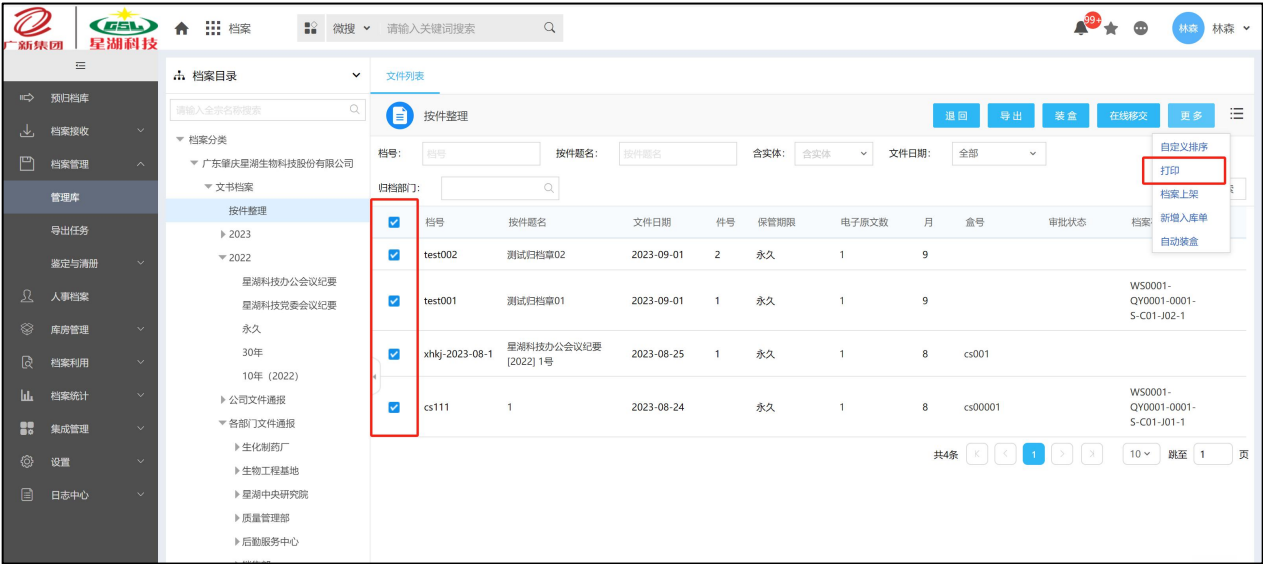 广新集团
GSL
星湖科技
档案
微搜
请输入关键词搜索
99+
林森
林森
预归档库
档案接收
档案管理
管理库
导出任务
鉴定与清册
人事档案
库房管理
档案利用
档案统计
集成管理
设置
日志中心
档案目录
请输入全宗名称搜索
档案分类
广东肇庆星湖生物科技股份有限公司
文书档案
按件整理
2023
2022
星湖科技办公会议纪要
星湖科技党委会议纪要
永久
30年
10年（2022）
公司文件通报
各部门文件通报
生化制药厂
生物工程基地
星湖中央研究院
质量管理部
后勤服务中心
文件列表
按件整理
退回 导出 装盒 在线移交 更多
自定义排序
打印
档案上架
新增入库单
自动装盒
档号: 档号 按件题名: 按件题名 含实体: 含实体 文件日期: 全部
归档部门:
档号 按件题名 文件日期 件号 保管期限 电子原文数 月 盒号 审批状态 档案
test002 测试归档章02 2023-09-01 2 永久 1 9
test001 测试归档章01 2023-09-01 1 永久 1 9 WS0001-
QY0001-0001-
S-C01-J02-1
xhkj-2023-08-1 星湖科技办公会议纪要
[2022] 1号 2023-08-25 1 永久 1 8 cs001
cs111 1 2023-08-24 永久 1 8 cs00001 WS0001-
QY0001-0001-
S-C01-J01-1
共4条 1 10 跳至 1 页